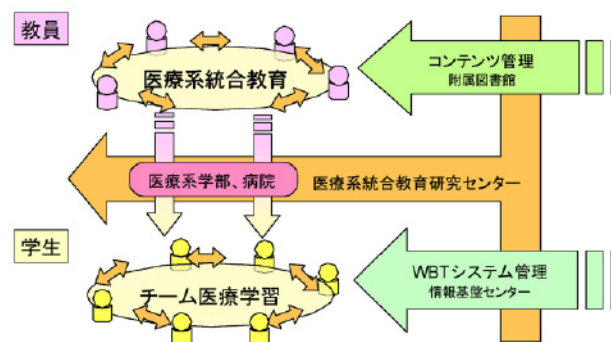 教員
医療系統合教育
コンテンツ管理
附属図書館
医療系学部、病院
医療系統合教育研究センター
学生
チーム医療学習
WBTシステム管理
情報基盤センター